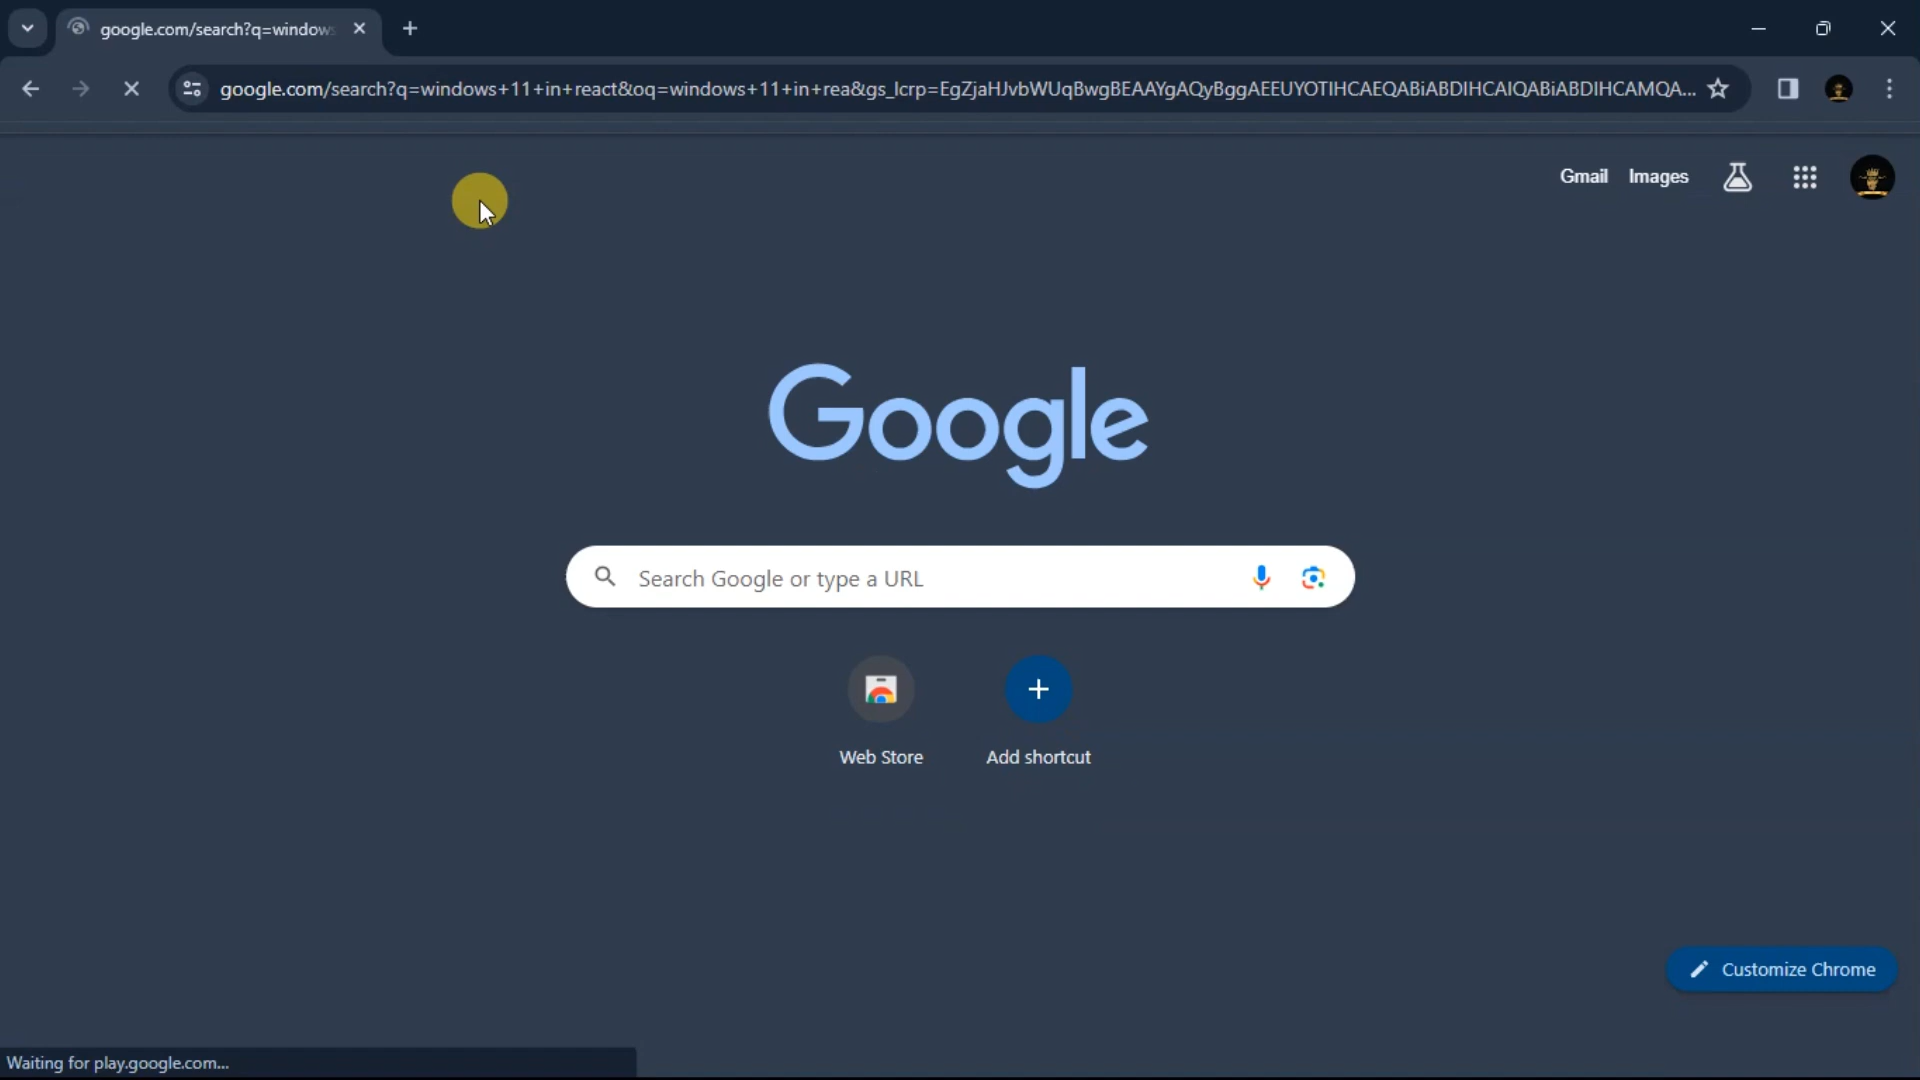 google.com/search?q=window
google.com/search?q=windows+11+in+react&oq=windows+11+in+rea&gs_lcrp=EgZjaHJvbWUqBwgBEAAYgAQyBggAEEUYOTIHCAEQABiABDIHCAIQABiABDIHCAMQA...
Gmail Images
Google
Search Google or type a URL
Web Store Add shortcut
Customize Chrome
Waiting for play.google.com...